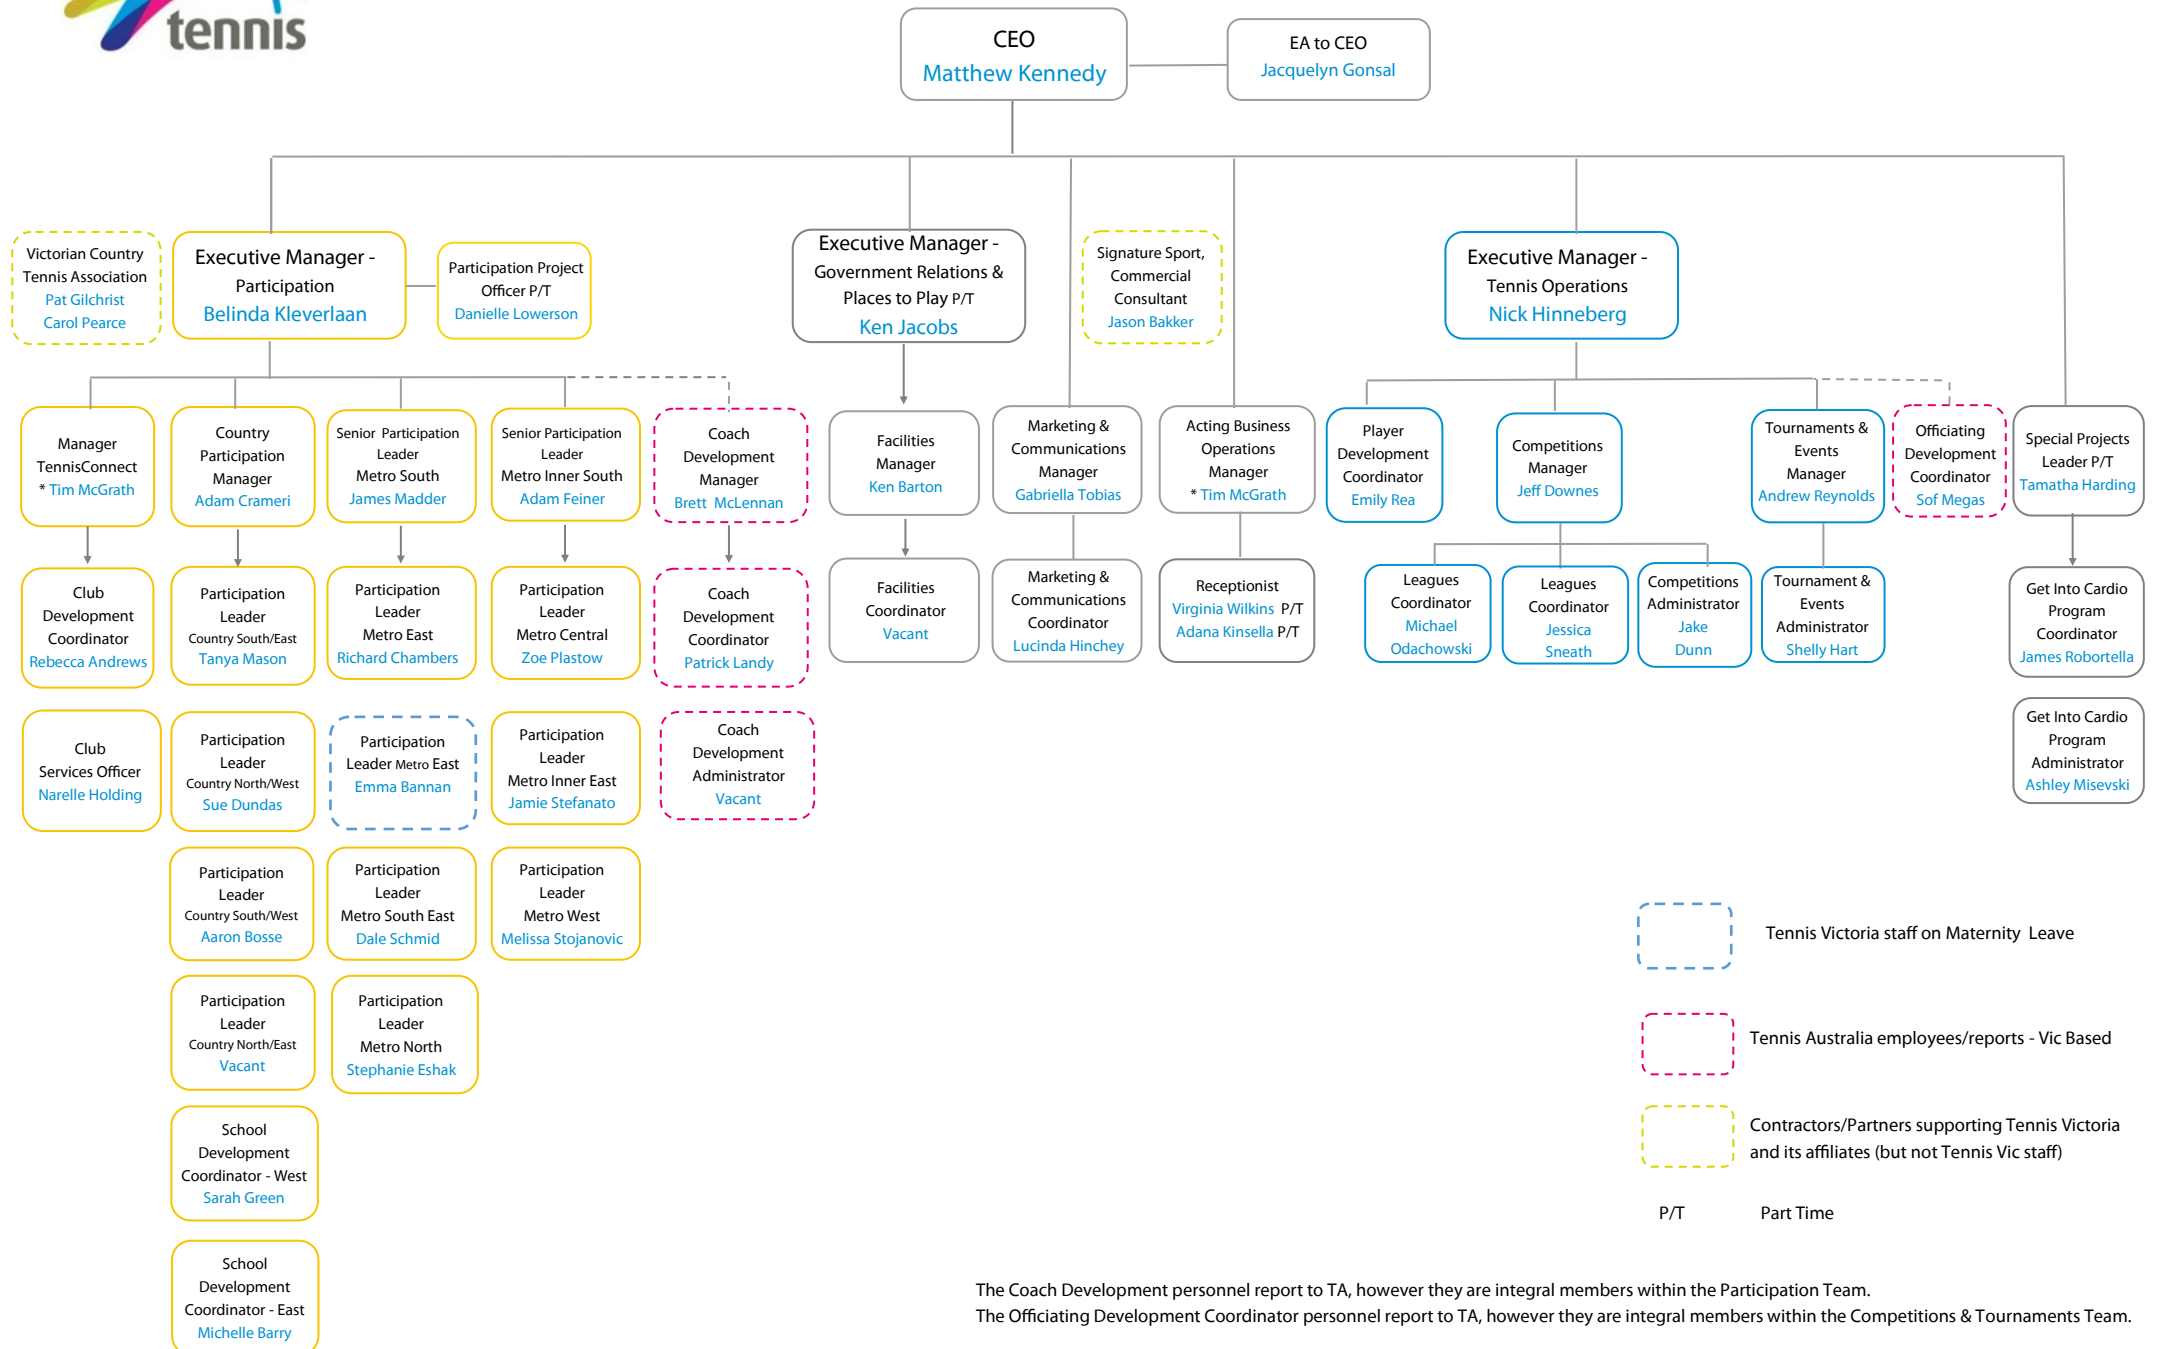 tennis
CEO
Matthew Kennedy
EA to CEO
Jacquelyn Gonsal
Victorian Country
Tennis Association
Pat Gilchrist
Carol Pearce
Executive Manager -
Participation
Belinda Kleverlaan
Participation Project
Officer P/T
Danielle Lowerson
Executive Manager -
Government Relations &
Places to Play P/T
Ken Jacobs
Signature Sport,
Commercial
Consultant
Jason Bakker
Executive Manager -
Tennis Operations
Nick Hinneberg
Manager
TennisConnect
* Tim McGrath
Country
Participation
Manager
Adam Crameri
Senior Participation
Leader
Metro South
James Madder
Senior Participation
Leader
Metro Inner South
Adam Feiner
Coach
Development
Manager
Brett McLennan
Facilities
Manager
Ken Barton
Marketing &
Communications
Manager
Gabriella Tobias
Acting Business
Operations
Manager
* Tim McGrath
Player
Development
Coordinator
Emily Rea
Competitions
Manager
Jeff Downes
Tournaments &
Events
Manager
Andrew Reynolds
Officiating
Development
Coordinator
Sof Megas
Special Projects
Leader P/T
Tamatha Harding
Club
Development
Coordinator
Rebecca Andrews
Participation
Leader
Country South/East
Tanya Mason
Participation
Leader
Metro East
Richard Chambers
Participation
Leader
Metro Central
Zoe Plastow
Coach
Development
Coordinator
Patrick Landy
Facilities
Coordinator
Vacant
Marketing &
Communications
Coordinator
Lucinda Hinchey
Receptionist
Virginia Wilkins P/T
Adana Kinsella P/T
Leagues
Coordinator
Michael
Odachowski
Leagues
Coordinator
Jessica
Sneath
Competitions
Administrator
Jake
Dunn
Tournament &
Events
Administrator
Shelly Hart
Get Into Cardio
Program
Coordinator
James Robortella
Club
Services Officer
Narelle Holding
Participation
Leader
Country North/West
Sue Dundas
Participation
Leader Metro East
Emma Bannan
Participation
Leader
Metro Inner East
Jamie Stefanato
Coach
Development
Administrator
Vacant
Get Into Cardio
Program
Administrator
Ashley Misevski
Participation
Leader
Country South/West
Aaron Bosse
Participation
Leader
Metro South East
Dale Schmid
Participation
Leader
Metro West
Melissa Stojanovic
Participation
Leader
Country North/East
Vacant
Participation
Leader
Metro North
Stephanie Eshak
School
Development
Coordinator - West
Sarah Green
School
Development
Coordinator - East
Michelle Barry
Tennis Victoria staff on Maternity Leave
Tennis Australia employees/reports - Vic Based
Contractors/Partners supporting Tennis Victoria
and its affiliates (but not Tennis Vic staff)
P/T Part Time
The Coach Development personnel report to TA, however they are integral members within the Participation Team.
The Officiating Development Coordinator personnel report to TA, however they are integral members within the Competitions & Tournaments Team.